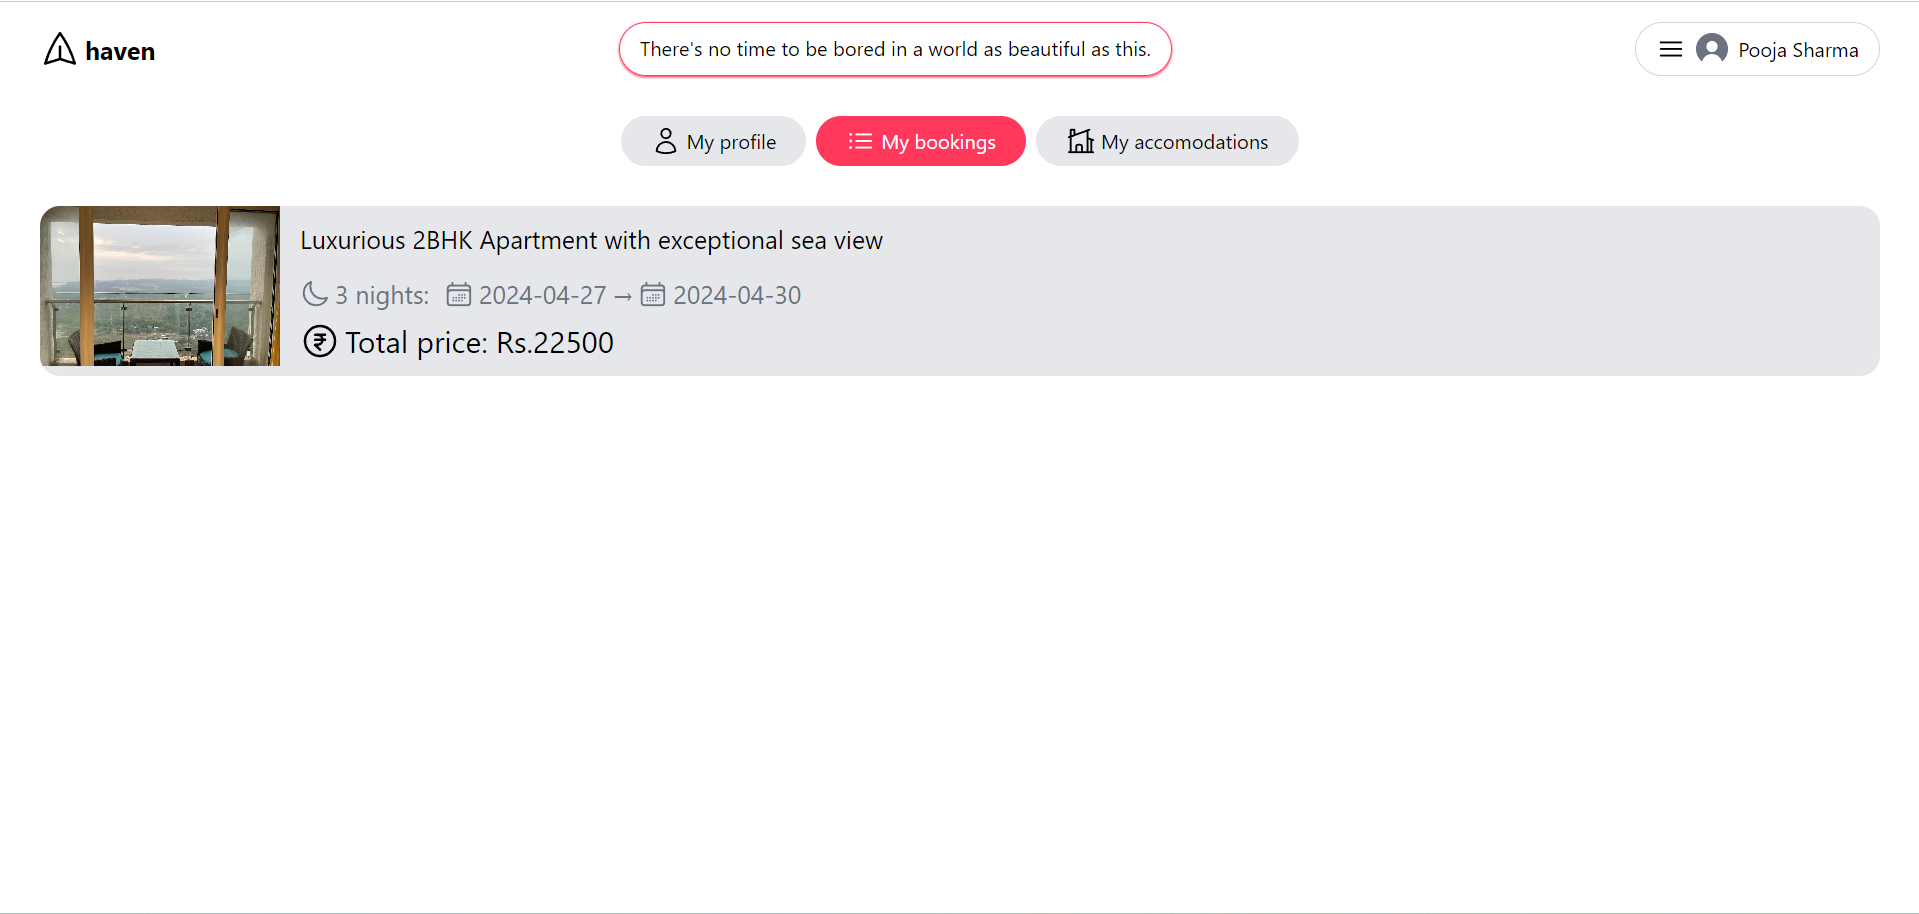 haven
There's no time to be bored in a world as beautiful as this.
Pooja Sharma
My profile
My bookings
My accomodations
Luxurious 2BHK Apartment with exceptional sea view
3 nights: 2024-04-27 → 2024-04-30
₹ Total price: Rs.22500